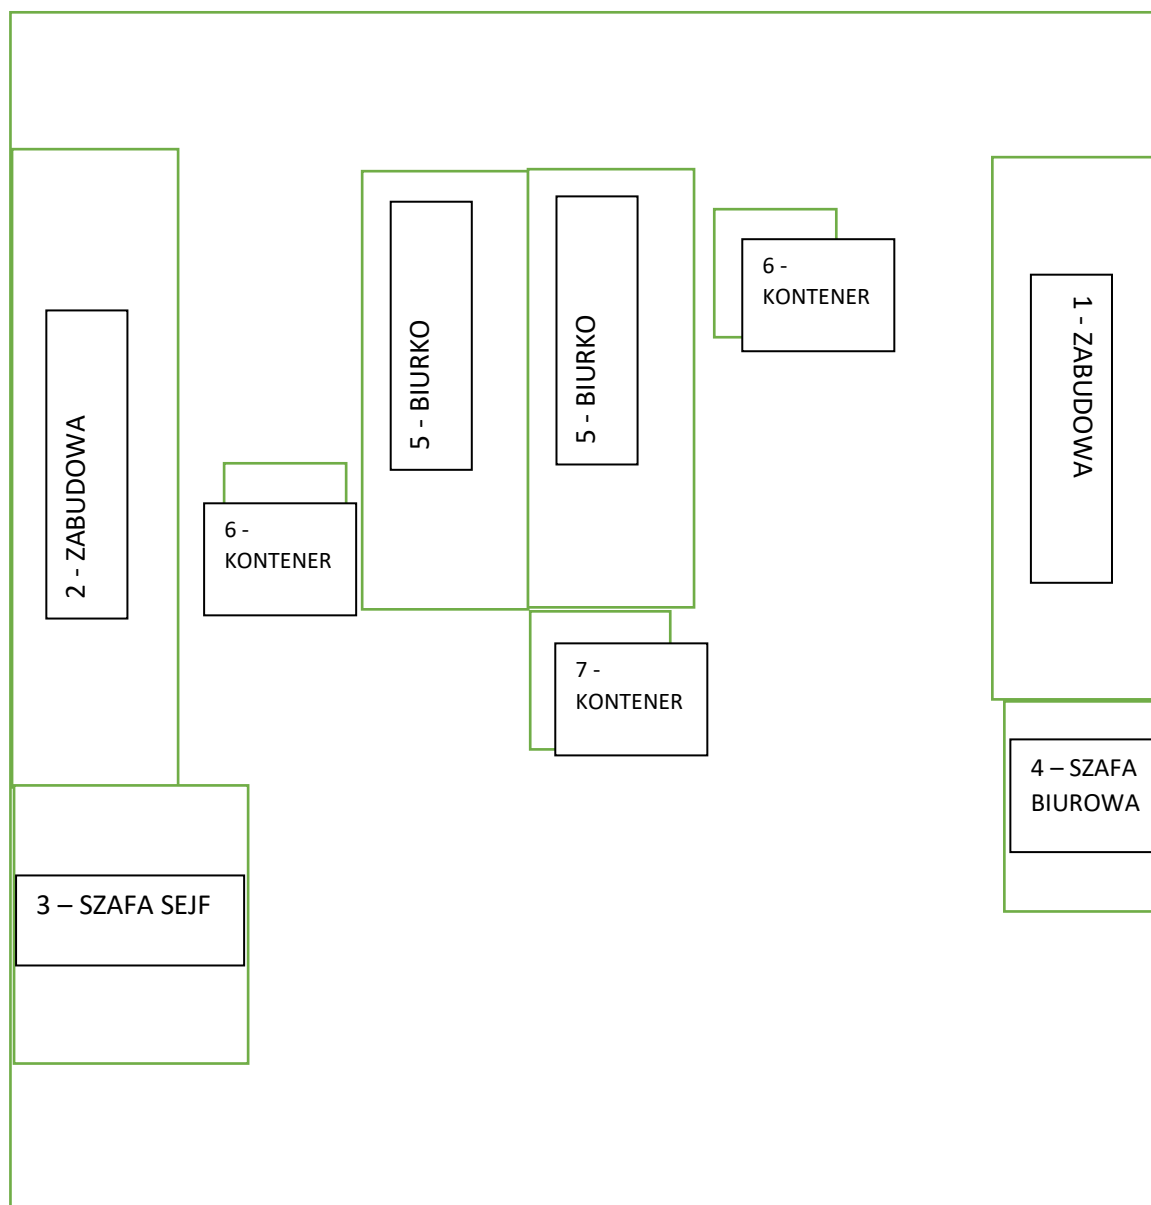 5 - BIURKO
5 - BIURKO
6 -
KONTENER
1 - ZABUDOWA
2 - ZABUDOWA
6 -
KONTENER
7 -
KONTENER
4 – SZAFA
BIUROWA
3 – SZAFA SEJF